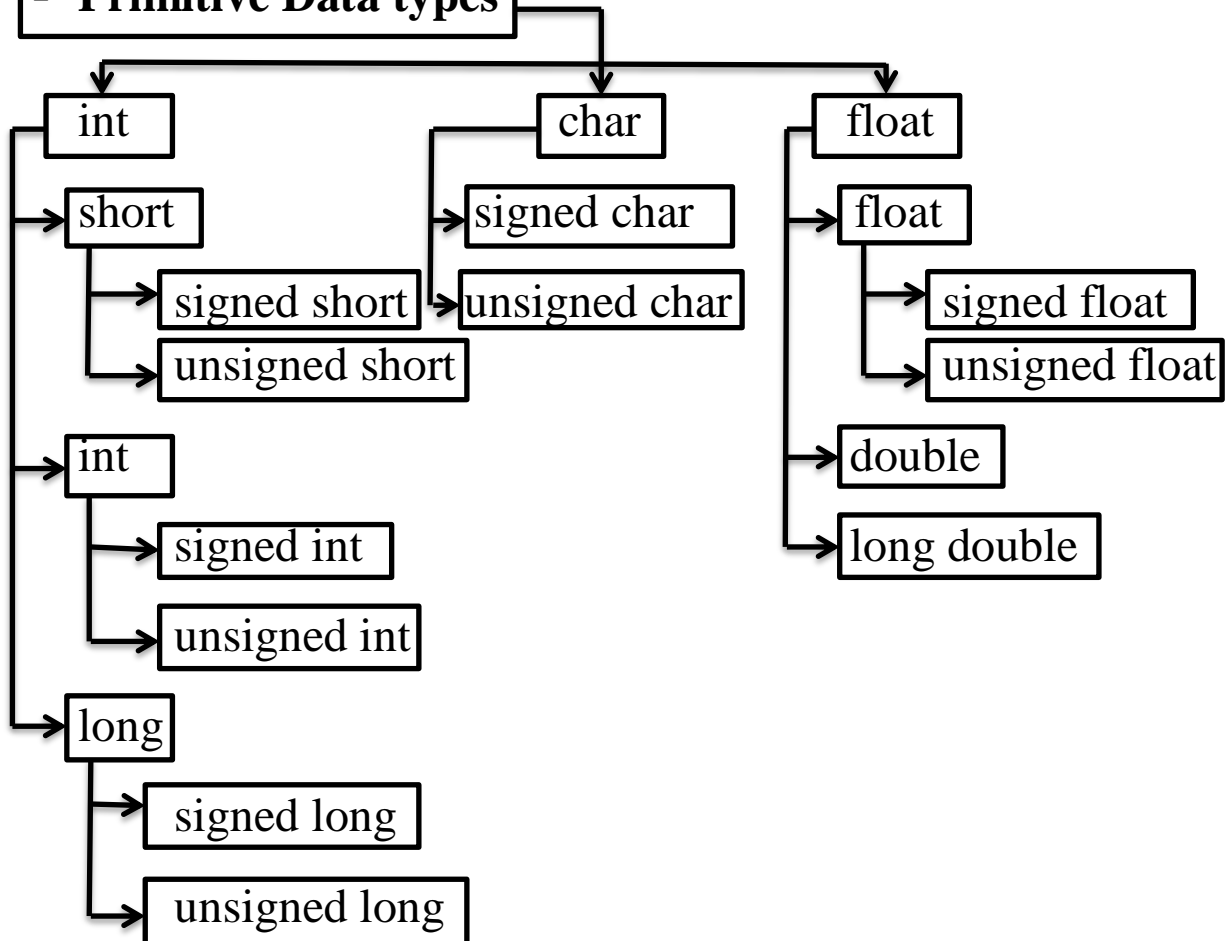 - Primitive Data types
int
short
signed short
unsigned short
int
signed int
unsigned int
long
signed long
unsigned long
char
signed char
unsigned char
float
float
signed float
unsigned float
double
long double